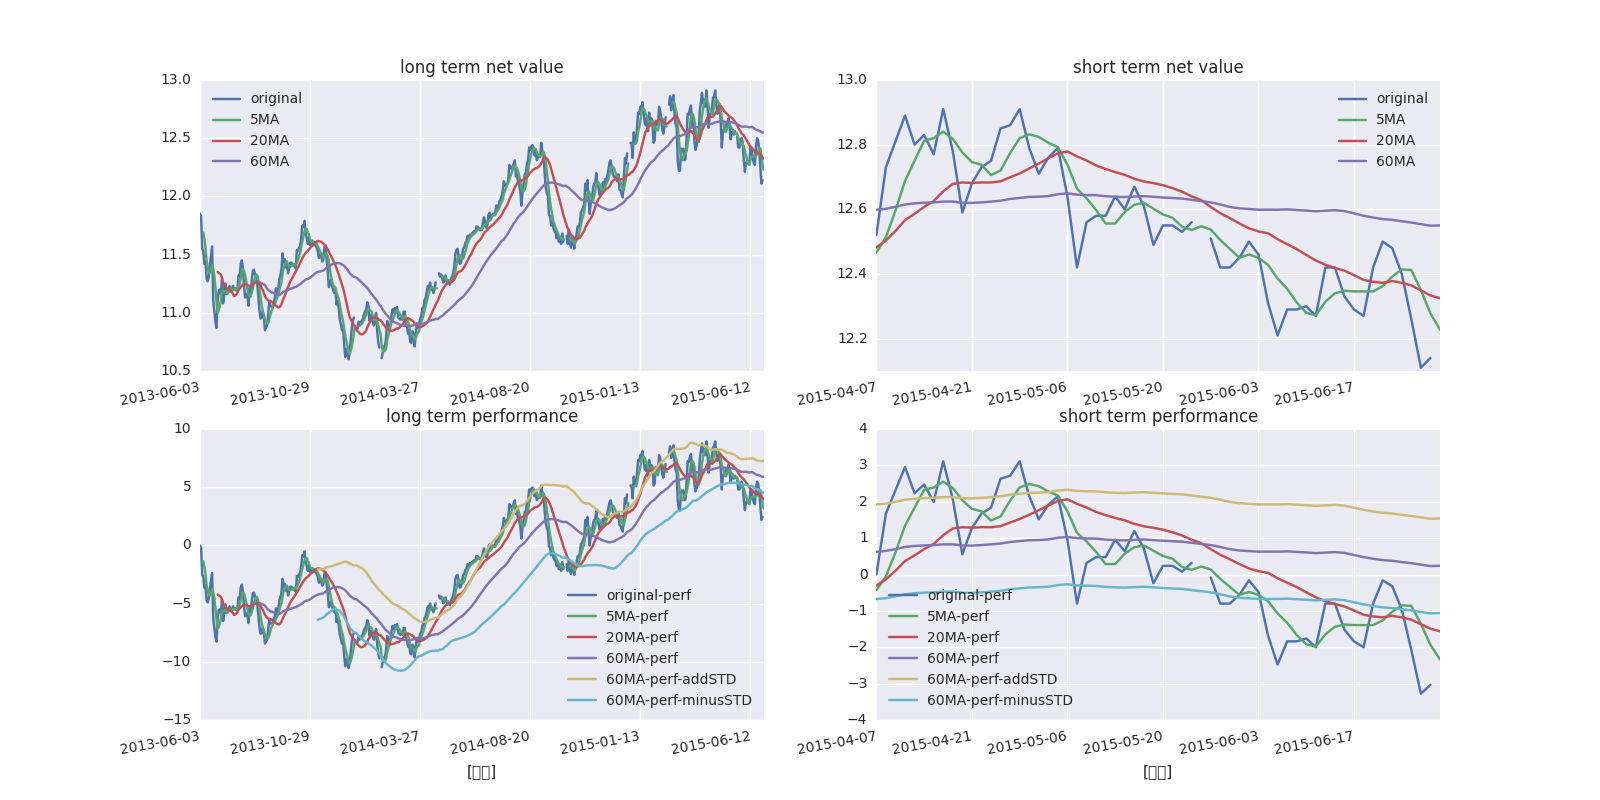 long term net value
13.0
12.5
12.0
11.5
11.0
10.5
original
5MA
20MA
60MA
2013-06-03
2013-10-29
2014-03-27
2014-08-20
2015-01-13
2015-06-12
short term net value
13.0
12.8
12.6
12.4
12.2
original
5MA
20MA
60MA
2015-04-07
2015-04-21
2015-05-06
2015-05-20
2015-06-03
2015-06-17
long term performance
10
5
0
−5
−10
−15
original-perf
5MA-perf
20MA-perf
60MA-perf
60MA-perf-addSTD
60MA-perf-minusSTD
2013-06-03
2013-10-29
2014-03-27
2014-08-20
2015-01-13
2015-06-12
short term performance
4
3
2
1
0
−1
−2
−3
−4
original-perf
5MA-perf
20MA-perf
60MA-perf
60MA-perf-addSTD
60MA-perf-minusSTD
2015-04-07
2015-04-21
2015-05-06
2015-05-20
2015-06-03
2015-06-17